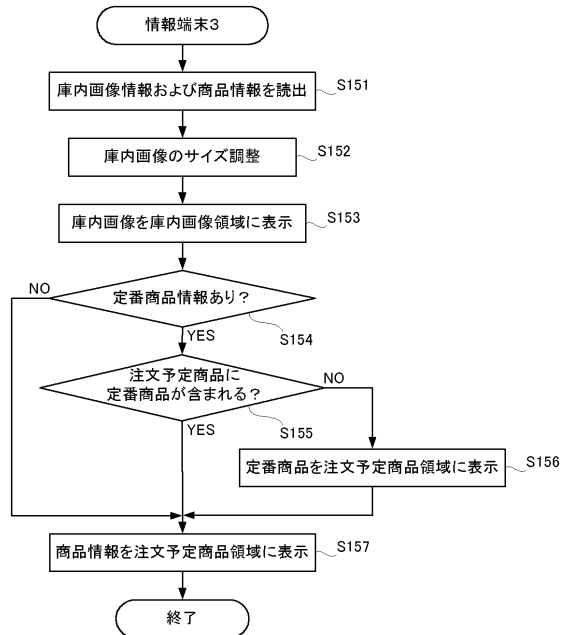 情報端末3
庫内画像情報および商品情報を読出
S151
庫内画像のサイズ調整
S152
庫内画像を庫内画像領域に表示
S153
NO
定番商品情報あり?
YES
S154
注文予定商品に
定番商品が含まれる?
NO
YES
S155
定番商品を注文予定商品領域に表示
S156
商品情報を注文予定商品領域に表示
S157
終了